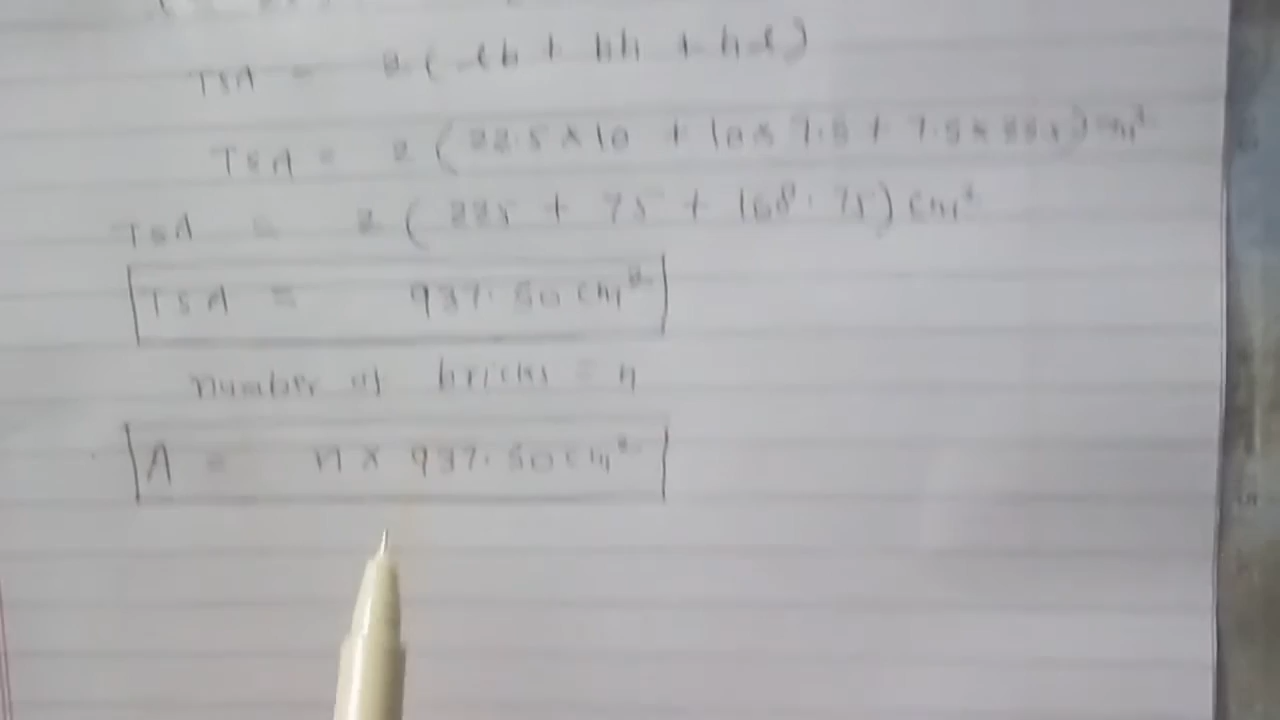 TSA = 2 ( lb + bh + hl )
TSA = 2 ( 22.5 × 10 + 10 × 7.5 + 7.5 × 22.5 ) cm²
TSA = 2 ( 225 + 75 + 168.75 ) cm²
TSA = 937.50 cm²
Number of bricks = n
A = n × 937.50 cm²